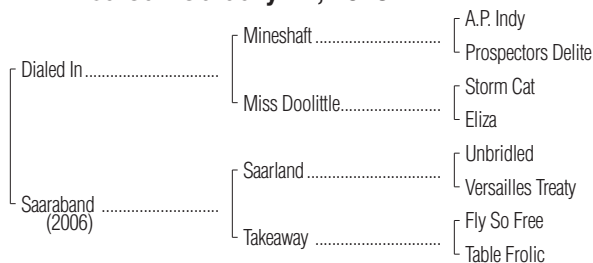 A.P. Indy
Mineshaft
Prospectors Delite
Dialed In
Storm Cat
Miss Doolittle
Eliza
Unbridled
Saarland
Versailles Treaty
Saaraband
(2006)
Fly So Free
Takeaway
Table Frolic